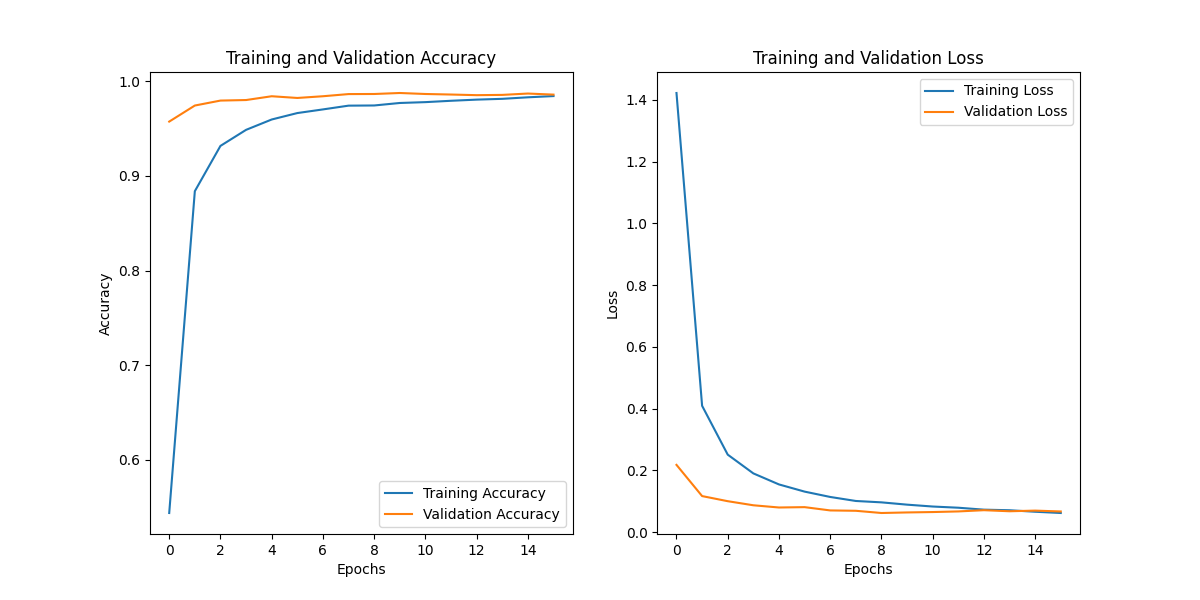 Training and Validation Accuracy
1.0
0.9
0.8
0.7
0.6
Accuracy
0 2 4 6 8 10 12 14
Epochs
Training Accuracy
Validation Accuracy
Training and Validation Loss
1.4
1.2
1.0
0.8
0.6
0.4
0.2
0.0
Loss
0 2 4 6 8 10 12 14
Epochs
Training Loss
Validation Loss